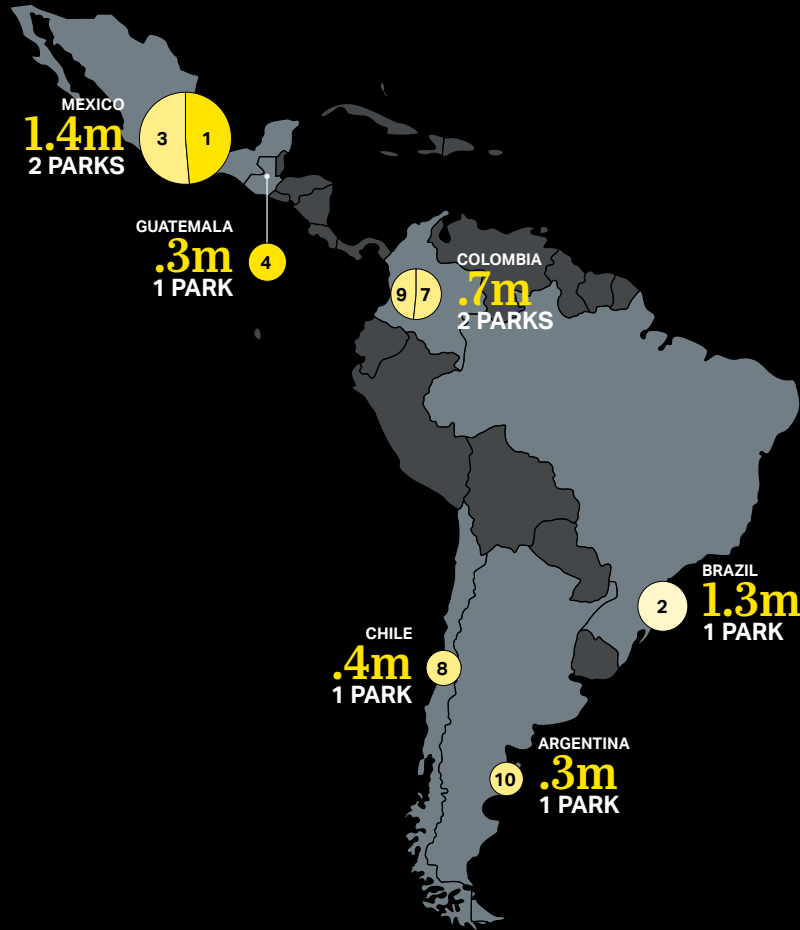 MEXICO
1.4m
2 PARKS
3 1
GUATEMALA
.3m
1 PARK
4
COLOMBIA
.7m
2 PARKS
9 7
BRAZIL
1.3m
1 PARK
2
CHILE
.4m
1 PARK
8
ARGENTINA
.3m
1 PARK
10